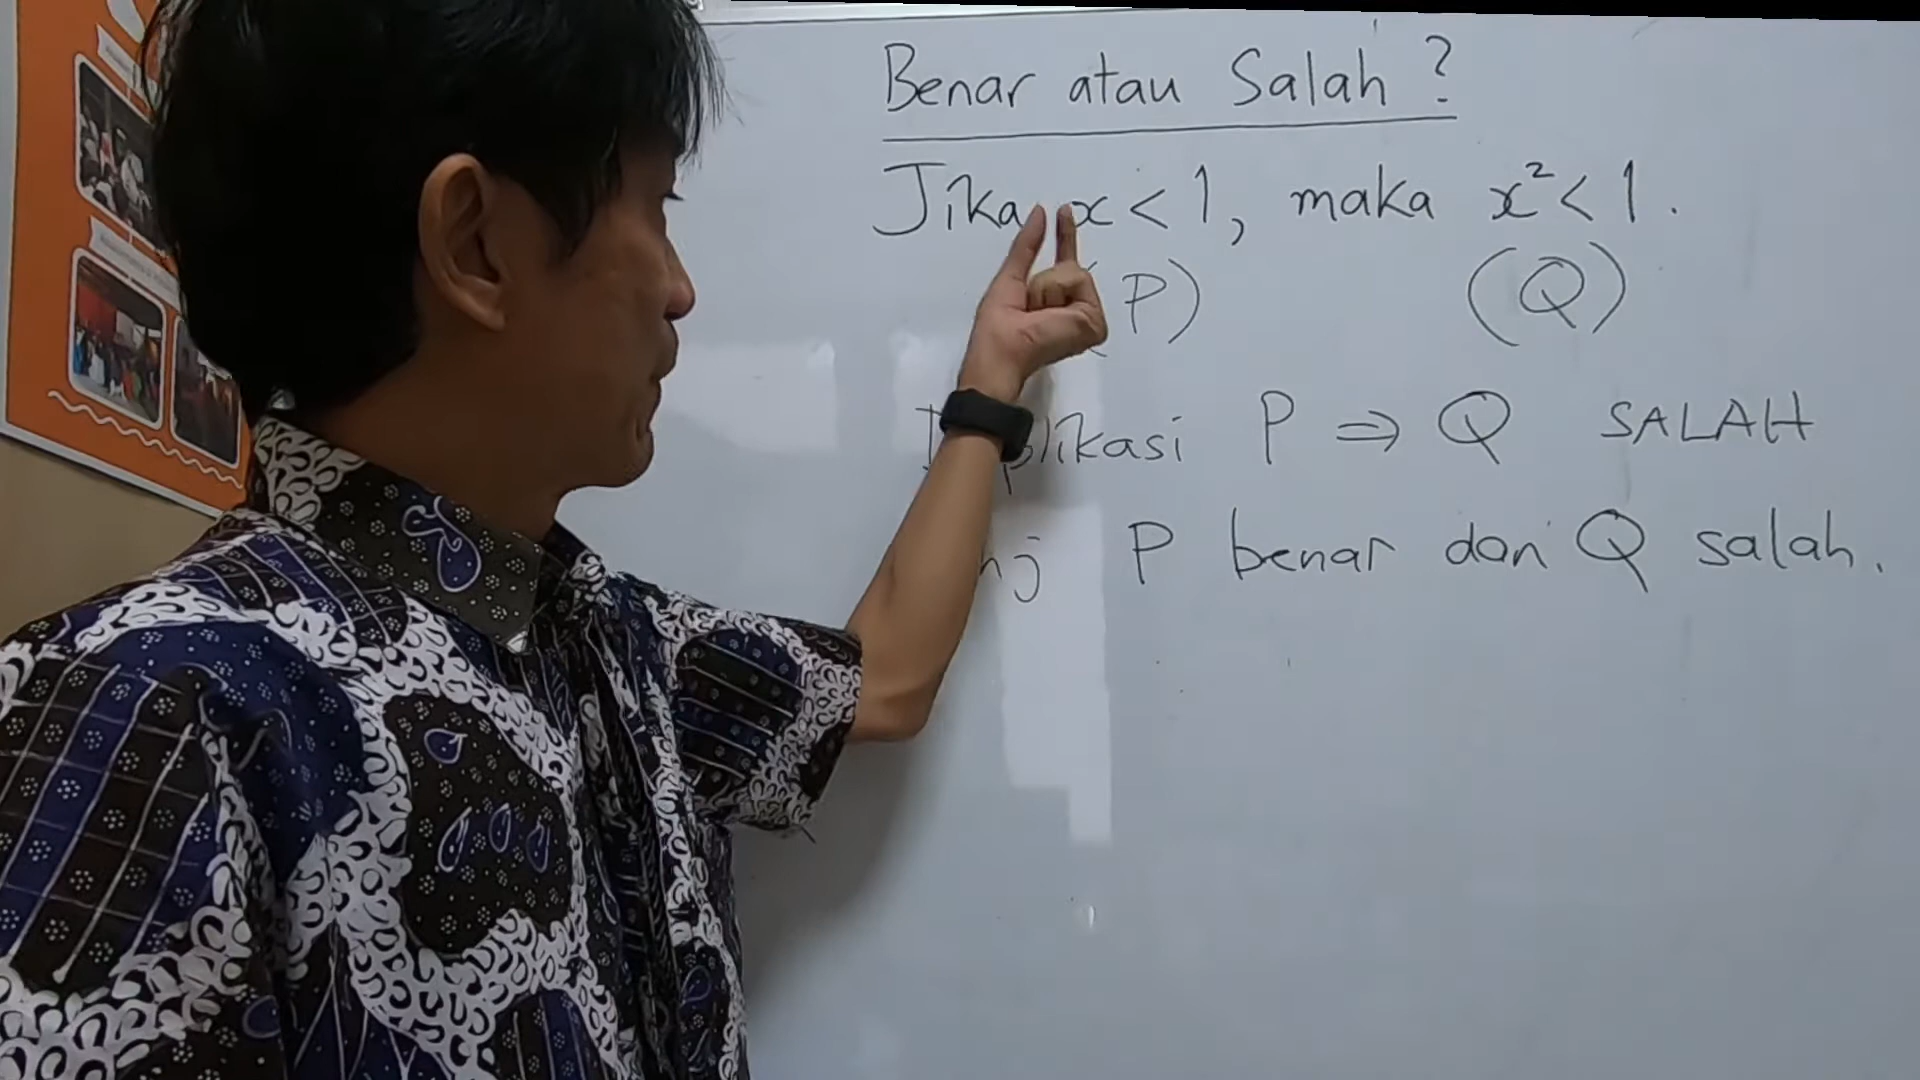 Benar atau Salah ?
Jika x < 1, maka x² < 1.
(P) (Q)
P ⇒ Q SALAH
P benar dan Q salah.